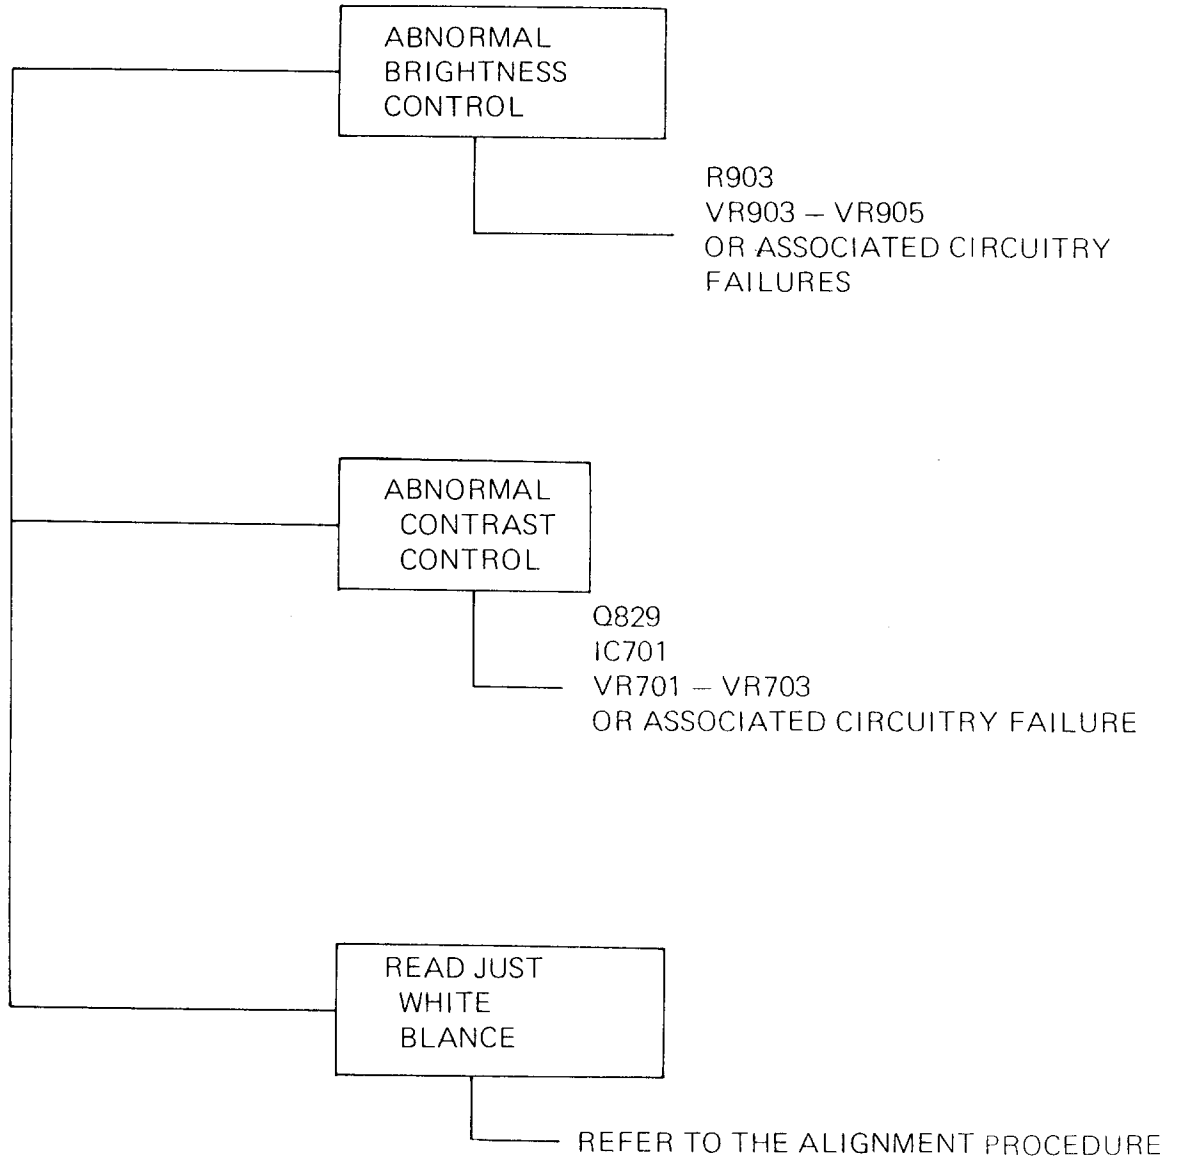 ABNORMAL
BRIGHTNESS
CONTROL
R903
VR903 – VR905
OR ASSOCIATED CIRCUITRY
FAILURES
ABNORMAL
CONTRAST
CONTROL
Q829
IC701
VR701 – VR703
OR ASSOCIATED CIRCUITRY FAILURE
READ JUST
WHITE
BLANCE
REFER TO THE ALIGNMENT PROCEDURE